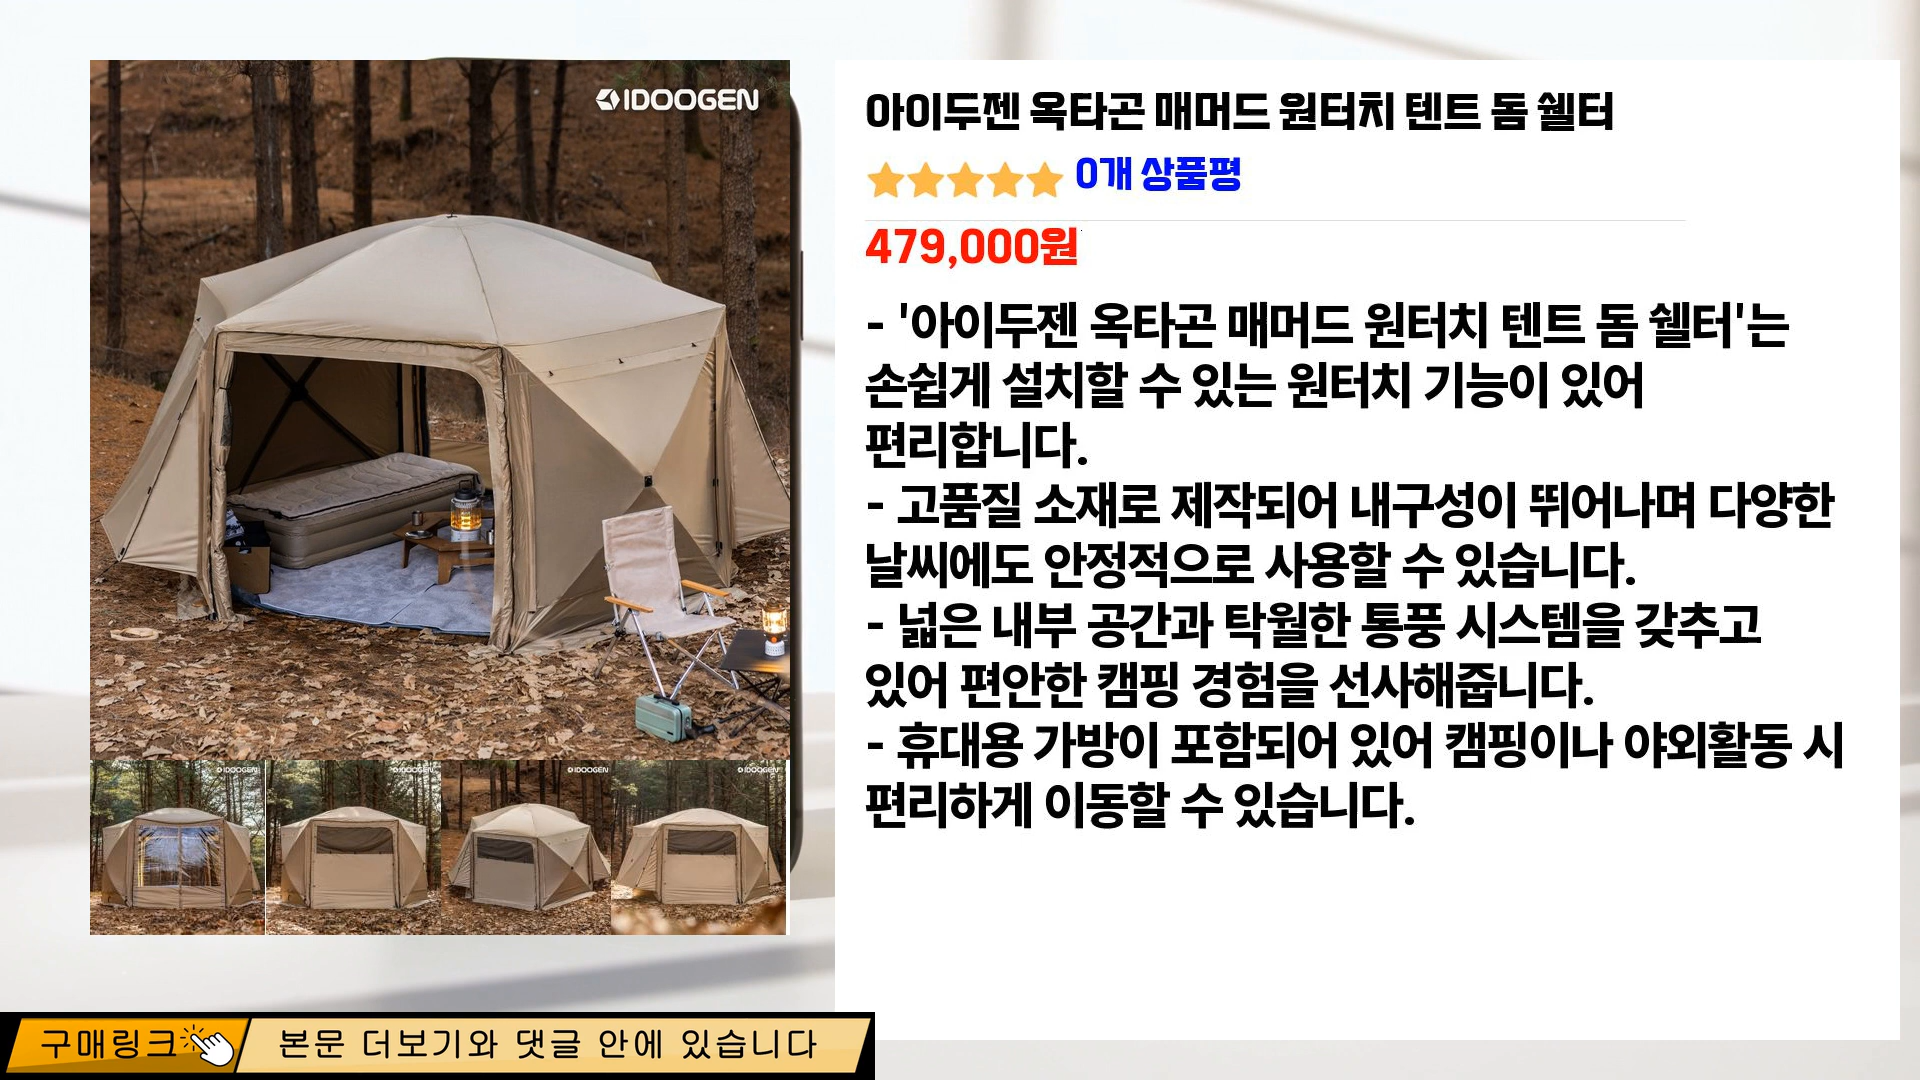 IDOOGEN
아이두젠 옥타곤 매머드 원터치 텐트 돔 쉘터
0개 상품평
479,000원
- '아이두젠 옥타곤 매머드 원터치 텐트 돔 쉘터'는
손쉽게 설치할 수 있는 원터치 기능이 있어
편리합니다.
- 고품질 소재로 제작되어 내구성이 뛰어나며 다양한
날씨에도 안정적으로 사용할 수 있습니다.
- 넓은 내부 공간과 탁월한 통풍 시스템을 갖추고
있어 편안한 캠핑 경험을 선사해줍니다.
- 휴대용 가방이 포함되어 있어 캠핑이나 야외활동 시
편리하게 이동할 수 있습니다.
IDOOGEN
IDOOGEN
IDOOGEN
IDOOGEN
구매링크
본문 더보기와 댓글 안에 있습니다